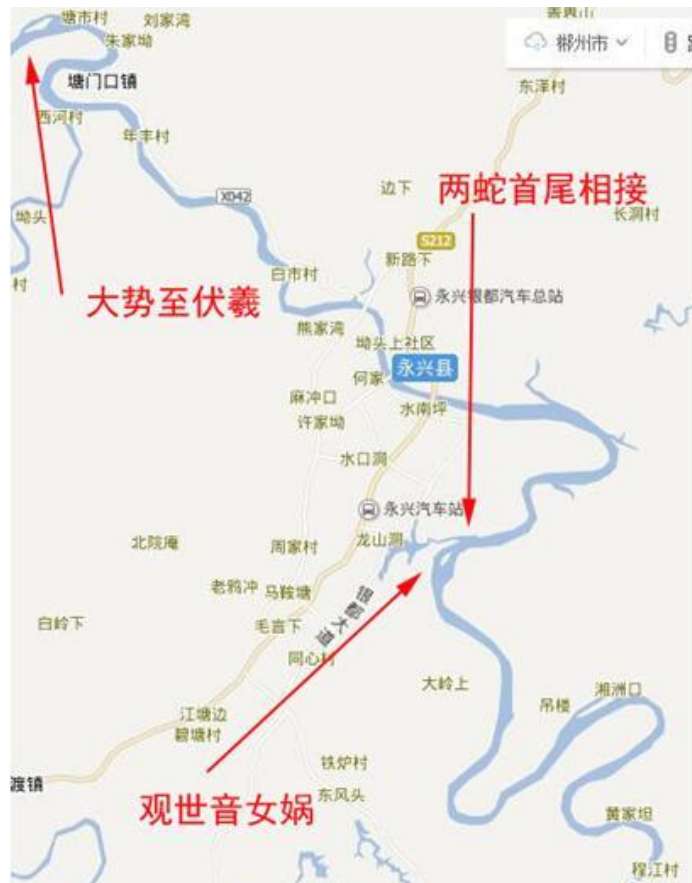 塘市村
刘家湾
善恩山
朱家坳
郴州市
塘门口镇
东泽村
西河村
年丰村
X042
边下
两蛇首尾相接
坳头
长洞村
S212
新路下
村
白市村
大势至伏羲
永兴银都汽车总站
熊家湾
坳头上社区
永兴县
何家
麻冲口
水南坪
许家坳
水口洞
永兴汽车站
北院庵
周家村
龙山洞
老鸦冲
马鞍塘
银都大道
白岭下
毛言下
同心村
大岭上
湘洲口
吊楼
江塘边
碧塘村
铁炉村
渡镇
东风头
观世音女娲
黄家坦
程江村